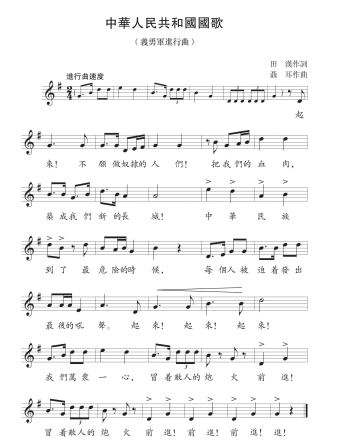 中華人民共和國國歌
（義勇軍進行曲）
田　漢作詞
聶　耳作曲
進行曲速度
2
4
3
3
起
來！不願做奴隸的人們！把我們的血肉，
築成我們新的長城！中華民族
到了最危險的時候，每個人被迫着發出
最後的吼聲。起來！起來！起來！
我們萬衆一心，冒着敵人的炮火前進！
冒着敵人的炮火前進！前進！前進！進！